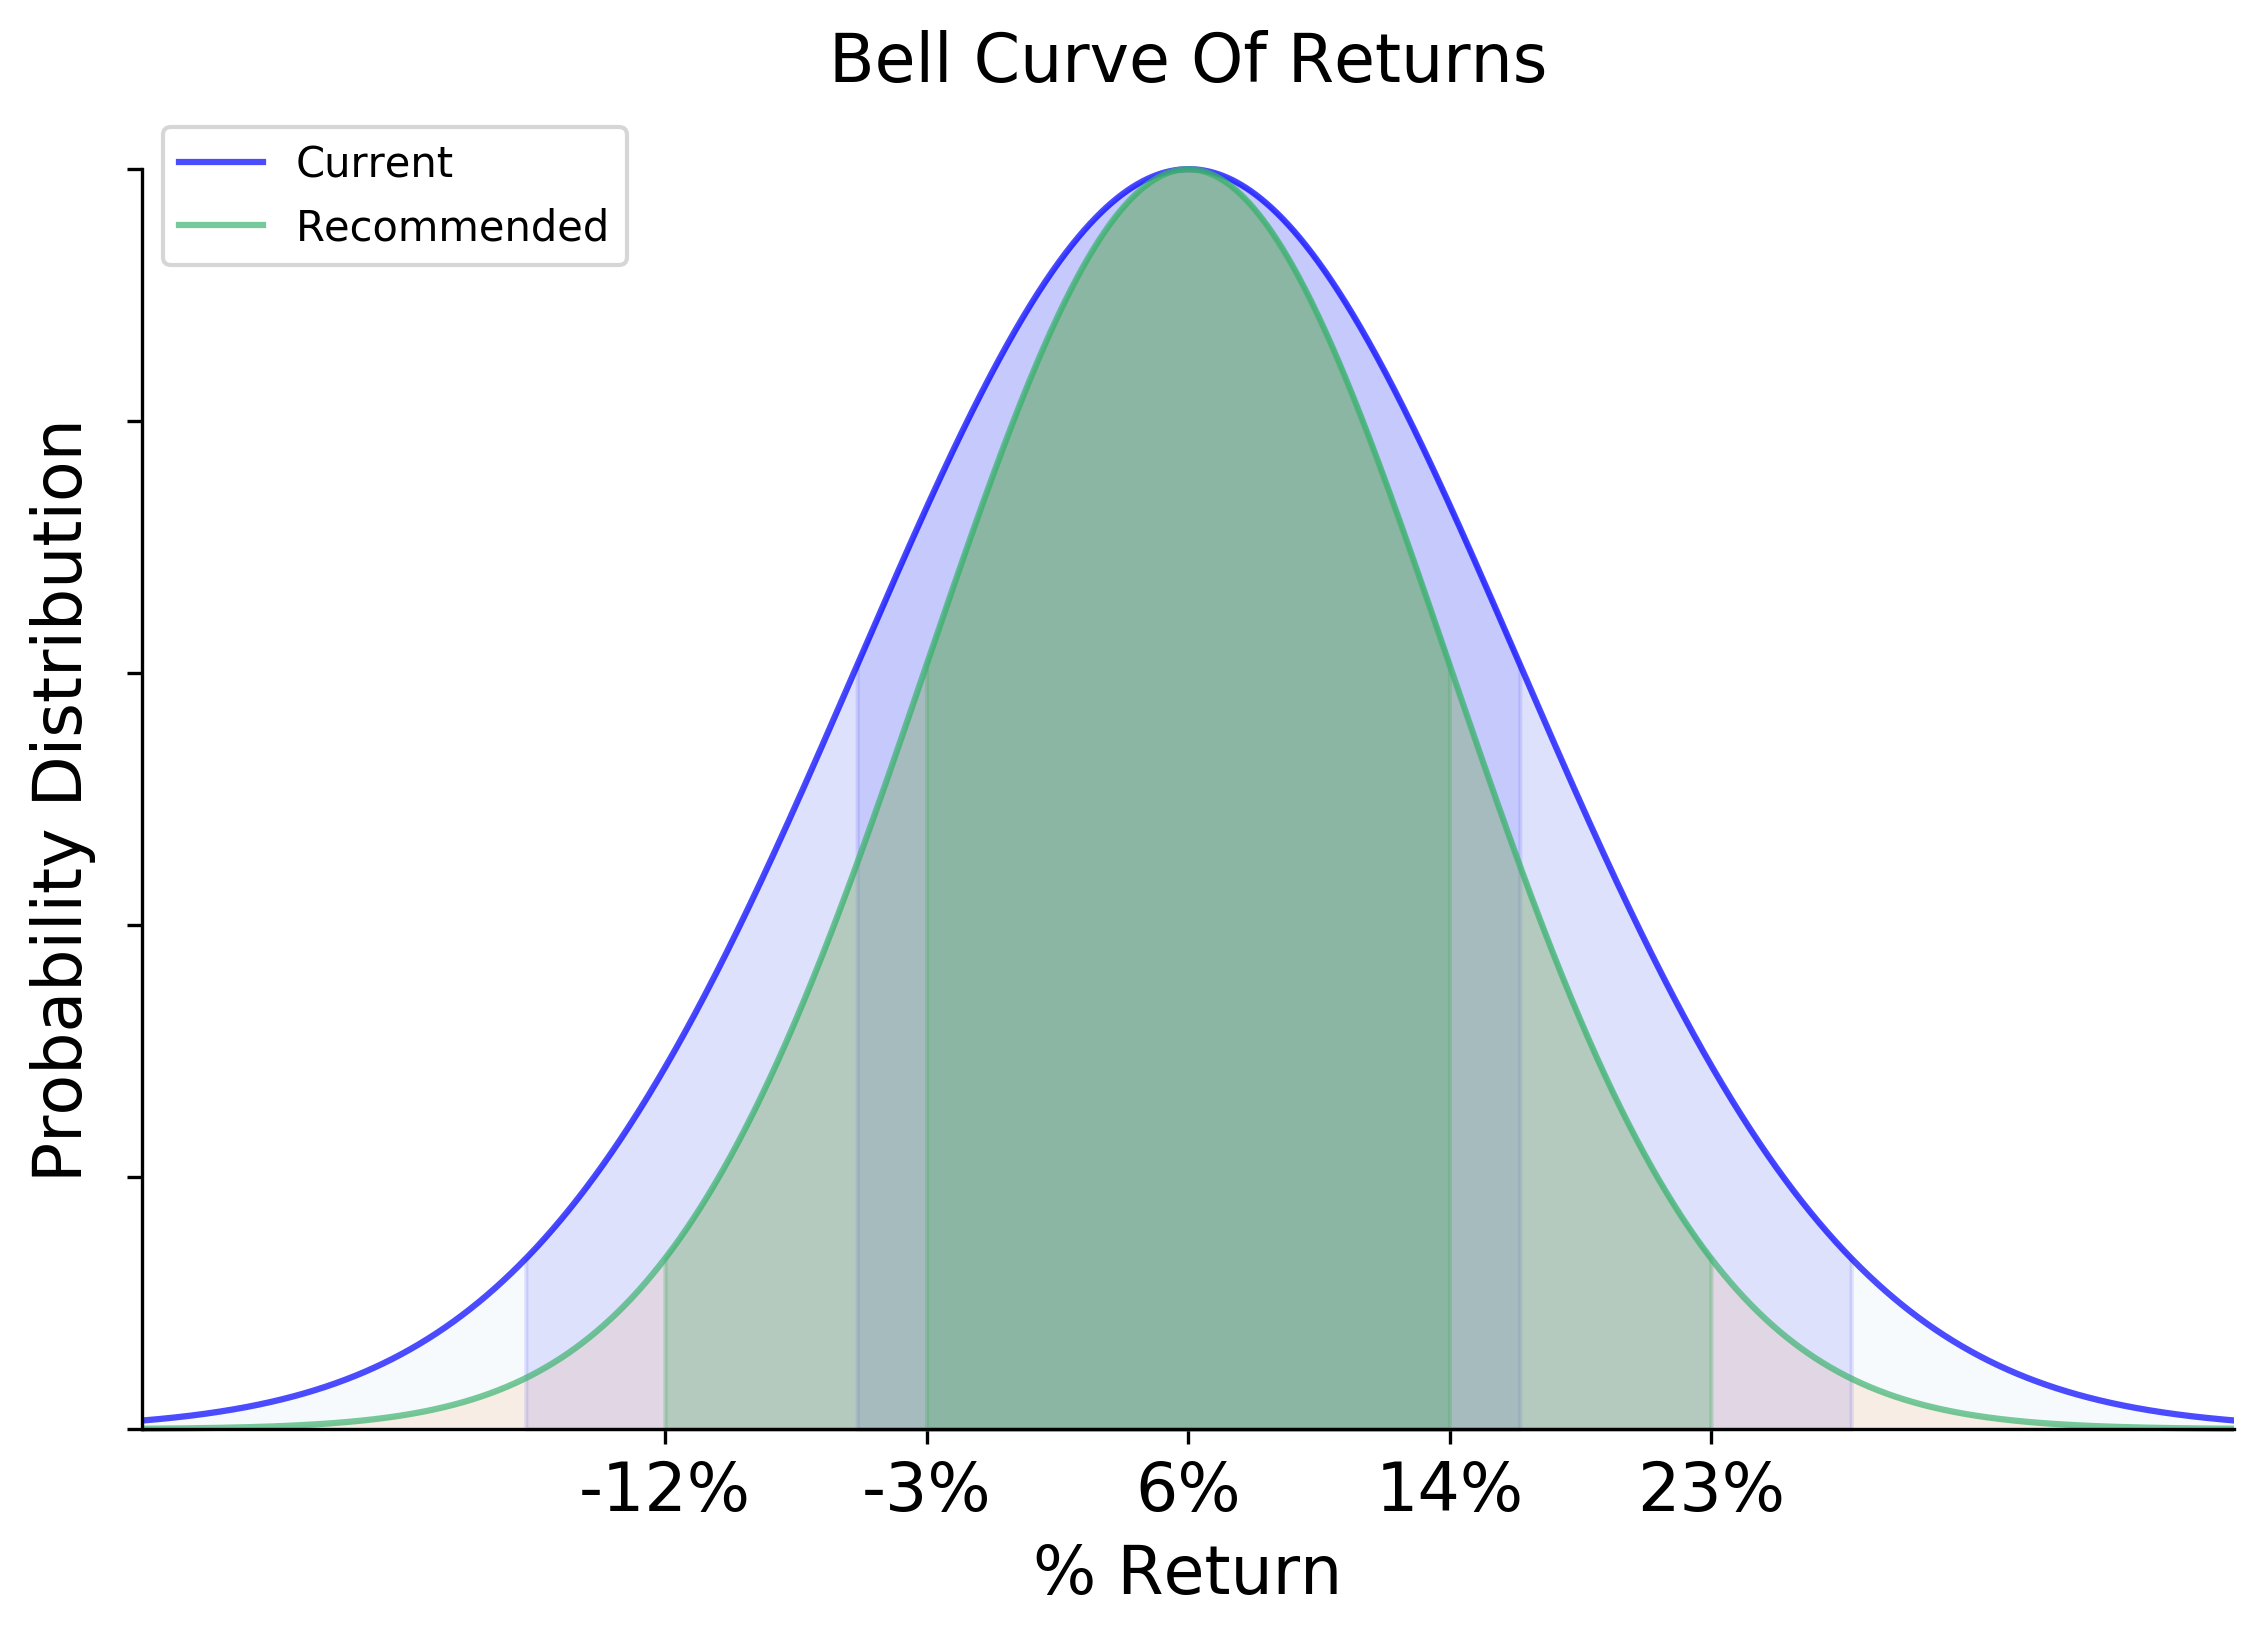 Bell Curve Of Returns
Current
Recommended
Probability Distribution
-12% -3% 6% 14% 23%
% Return